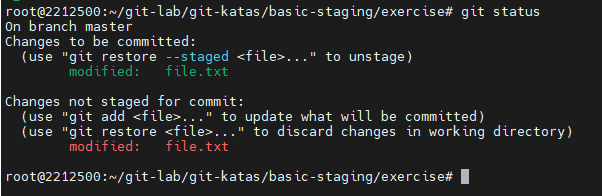 root@2212500:~/git-lab/git-katas/basic-staging/exercise# git status
On branch master
Changes to be committed:
  (use "git restore --staged <file>..." to unstage)
        modified:   file.txt

Changes not staged for commit:
  (use "git add <file>..." to update what will be committed)
  (use "git restore <file>..." to discard changes in working directory)
        modified:   file.txt

root@2212500:~/git-lab/git-katas/basic-staging/exercise#